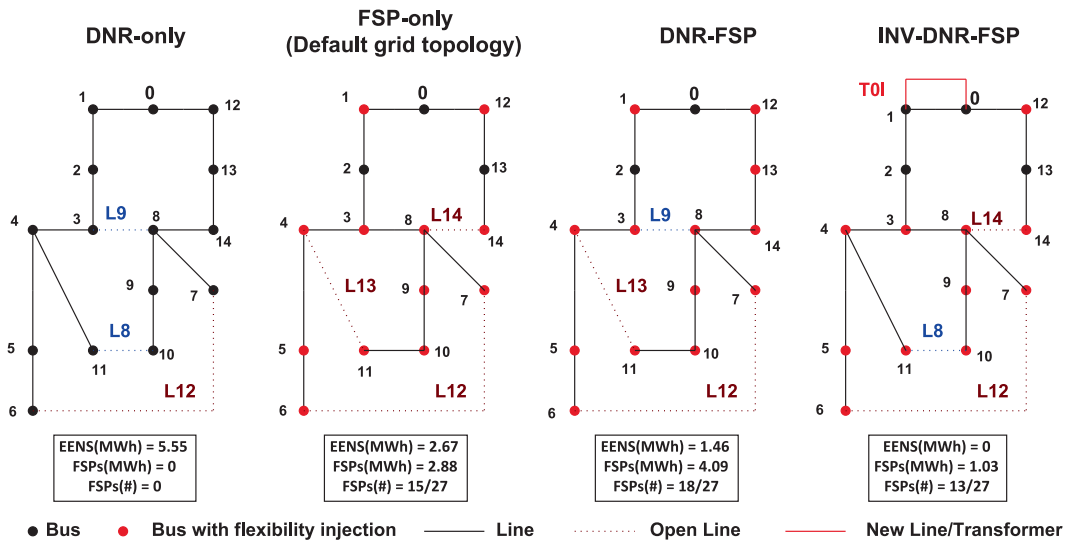 DNR-only
FSP-only
(Default grid topology)
DNR-FSP
INV-DNR-FSP
1
0
12
2
13
4
3
L9
8
14
9
7
5
L8
11
10
L12
6
EENS(MWh) = 5.55
FSPs(MWh) = 0
FSPs(#) = 0
1
0
12
2
13
4
3
8
L14
14
L13
9
7
5
10
11
L12
6
EENS(MWh) = 2.67
FSPs(MWh) = 2.88
FSPs(#) = 15/27
1
0
12
2
13
4
3
L9
8
14
L13
9
7
5
10
11
L12
6
EENS(MWh) = 1.46
FSPs(MWh) = 4.09
FSPs(#) = 18/27
T0I
0
1
12
2
13
4
3
8
L14
14
9
7
5
L8
11
10
L12
6
EENS(MWh) = 0
FSPs(MWh) = 1.03
FSPs(#) = 13/27
Bus
Bus with flexibility injection
Line
Open Line
New Line/Transformer